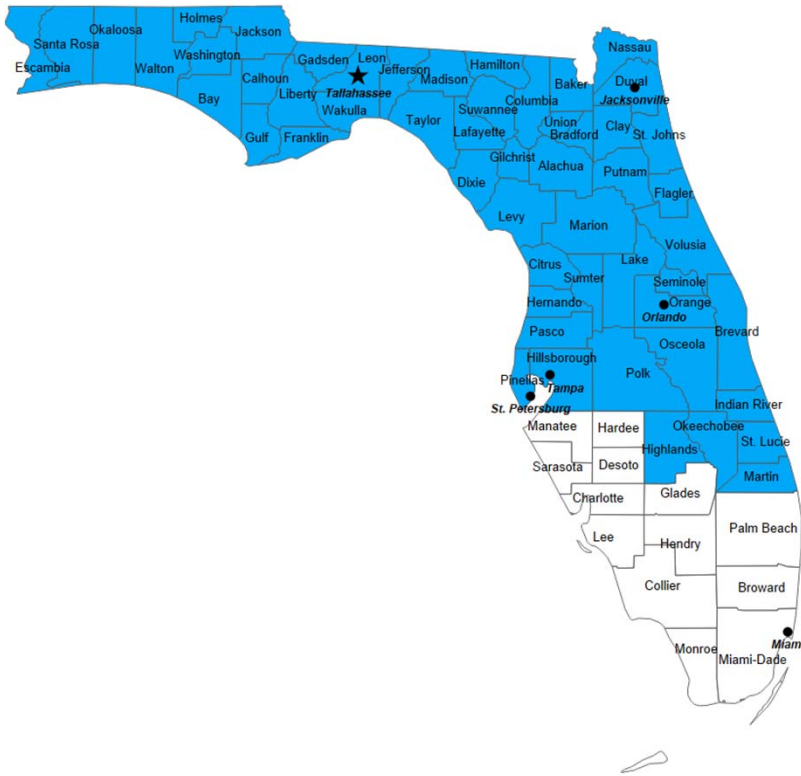 Holmes
Okaloosa
Jackson
Santa Rosa
Washington
Escambia
Walton
Bay
Calhoun
Gulf
Gadsden
Leon
Liberty
Tallahassee
Jefferson
Madison
Hamilton
Wakulla
Franklin
Taylor
Suwannee
Columbia
Lafayette
Baker
Nassau
Duval
Jacksonville
Union
Bradford
Clay
St. Johns
Gilchrist
Alachua
Putnam
Dixie
Flagler
Levy
Marion
Volusia
Citrus
Sumter
Lake
Seminole
Hernando
Orange
Orlando
Pasco
Brevard
Osceola
Hillsborough
Polk
Pinellas
Tampa
St. Petersburg
Indian River
Manatee
Hardee
Okeechobee
St. Lucie
Highlands
Sarasota
Desoto
Martin
Charlotte
Glades
Palm Beach
Lee
Hendry
Collier
Broward
Monroe
Miam
Miami-Dade